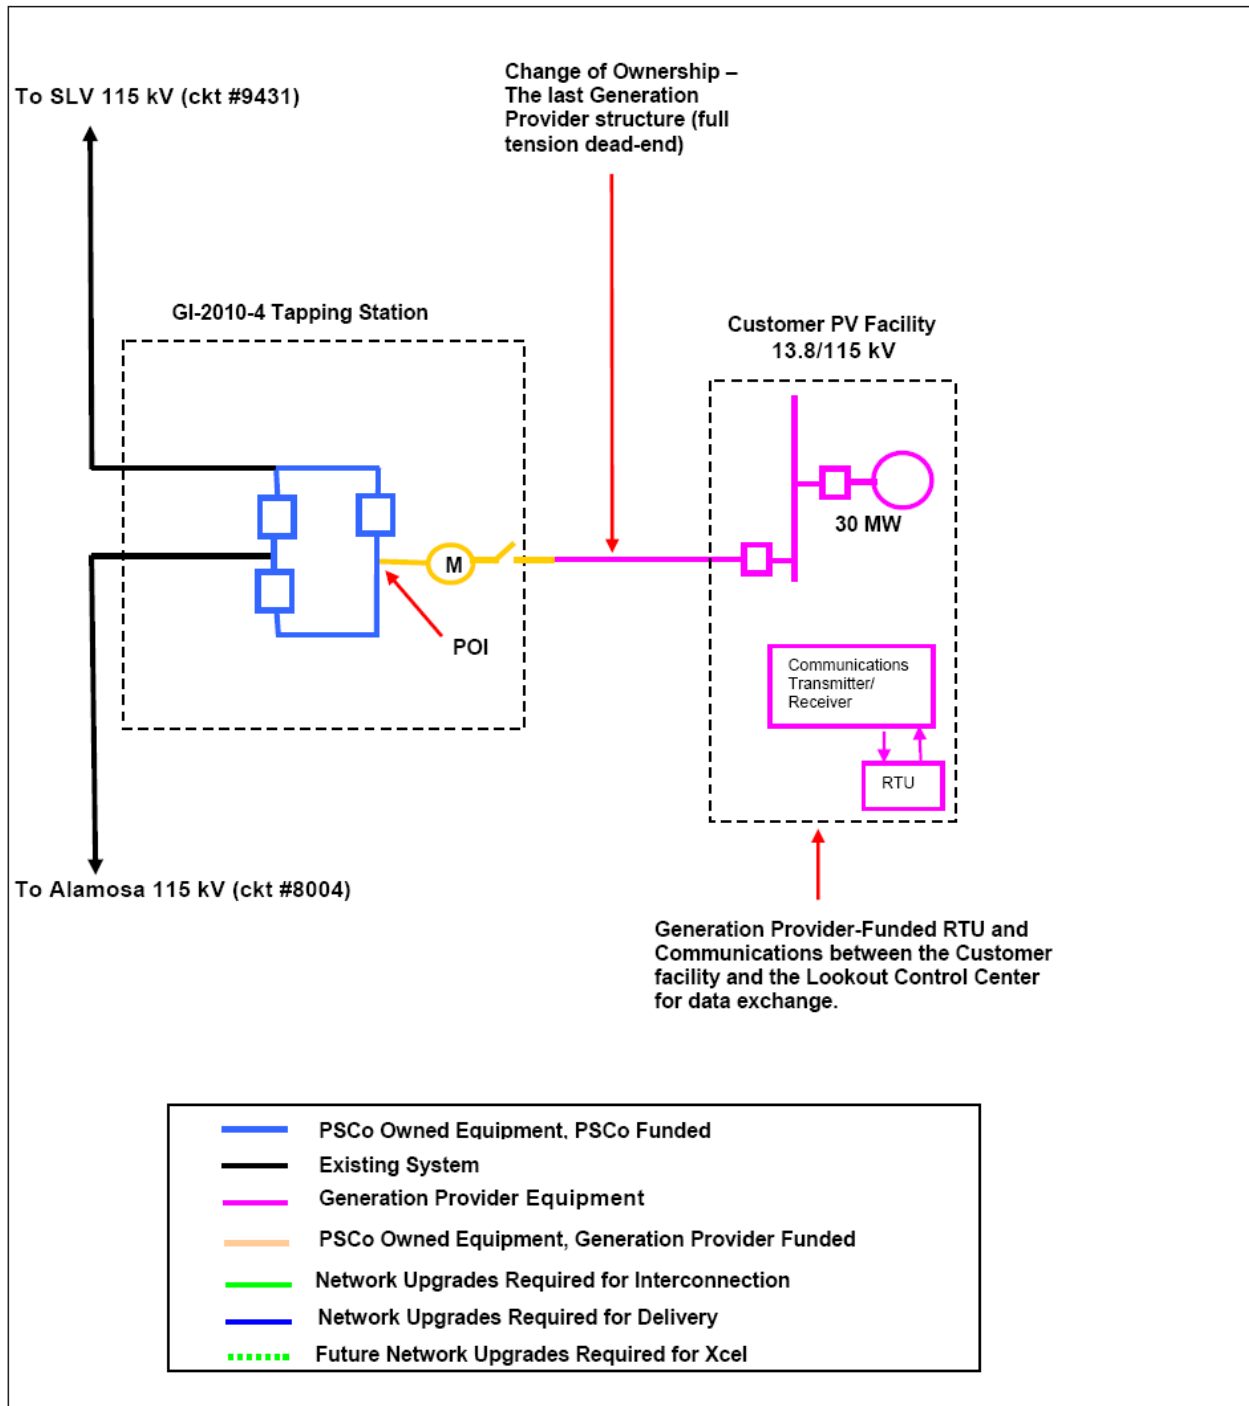 Change of Ownership –
The last Generation
Provider structure (full
tension dead-end)
To SLV 115 kV (ckt #9431)
GI-2010-4 Tapping Station
Customer PV Facility
13.8/115 kV
30 MW
M
POI
Communications
Transmitter/
Receiver
RTU
To Alamosa 115 kV (ckt #8004)
Generation Provider-Funded RTU and
Communications between the Customer
facility and the Lookout Control Center
for data exchange.
PSCo Owned Equipment, PSCo Funded
Existing System
Generation Provider Equipment
PSCo Owned Equipment, Generation Provider Funded
Network Upgrades Required for Interconnection
Network Upgrades Required for Delivery
Future Network Upgrades Required for Xcel